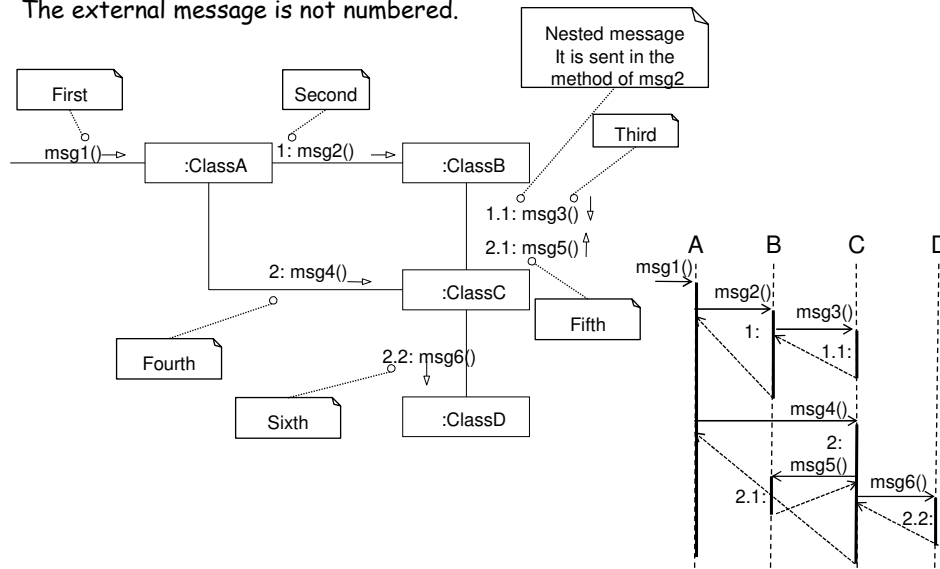 The external message is not numbered.
Nested message
It is sent in the
method of msg2
First
Second
Third
msg1()
:ClassA
1: msg2()
:ClassB
1.1: msg3()
2.1: msg5()
2: msg4()
:ClassC
Fifth
Fourth
2.2: msg6()
Sixth
:ClassD
A
B
C
D
msg1()
msg2()
msg3()
1:
1.1:
msg4()
2:
msg5()
msg6()
2.1:
2.2: